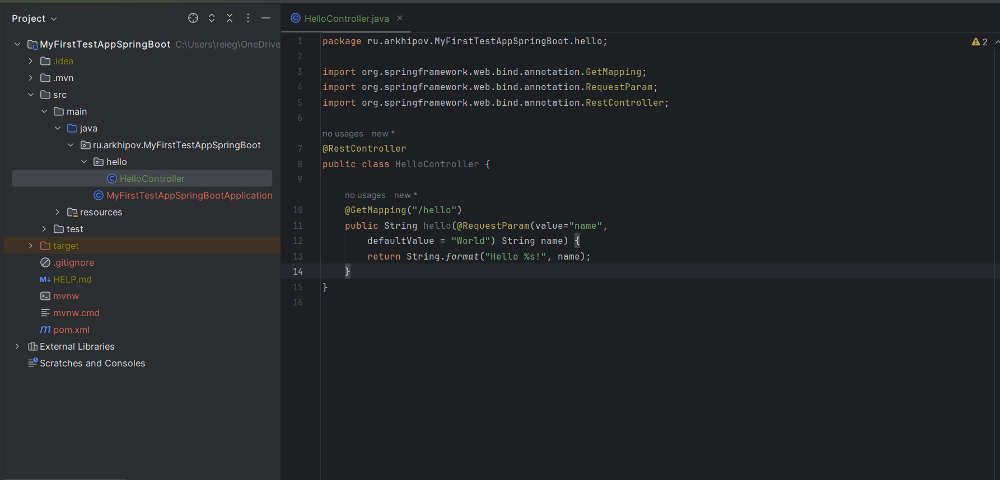 Project
MyFirstTestAppSpringBoot C:\Users\reieg\OneDrive
.idea
.mvn
src
main
java
ru.arkhipov.MyFirstTestAppSpringBoot
hello
HelloController
MyFirstTestAppSpringBootApplication
resources
test
target
.gitignore
HELP.md
mvnw
mvnw.cmd
pom.xml
External Libraries
Scratches and Consoles
HelloController.java
2
1 package ru.arkhipov.MyFirstTestAppSpringBoot.hello;
2
3 import org.springframework.web.bind.annotation.GetMapping;
4 import org.springframework.web.bind.annotation.RequestParam;
5 import org.springframework.web.bind.annotation.RestController;
6
no usages new *
7 @RestController
8 public class HelloController {
9
no usages new *
10 @GetMapping("/hello")
11 public String hello(@RequestParam(value="name",
12 defaultValue = "World") String name) {
13 return String.format("Hello %s!", name);
14 }
15 }
16